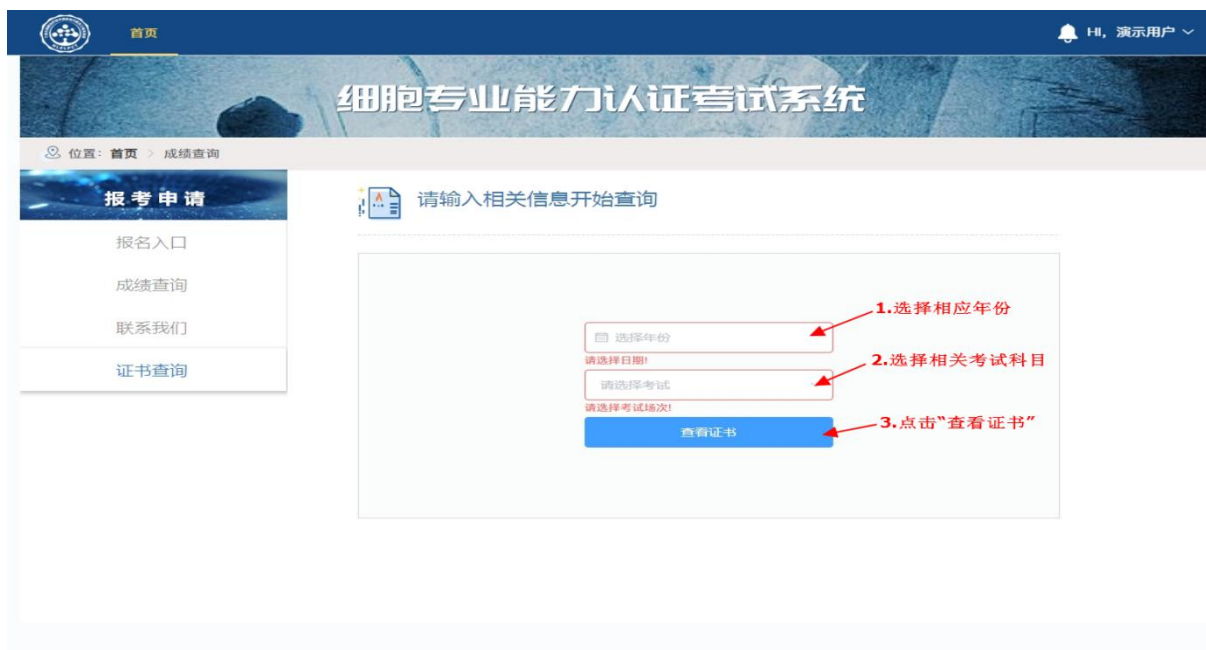 首页
HI, 演示用户
细胞专业能力认证考试系统
位置: 首页 > 成绩查询
报考申请
报名入口
成绩查询
联系我们
证书查询
请输入相关信息开始查询
1.选择相应年份
选择年份
请选择日期!
2.选择相关考试科目
请选择考试
请选择考试场次!
3.点击“查看证书”
查看证书